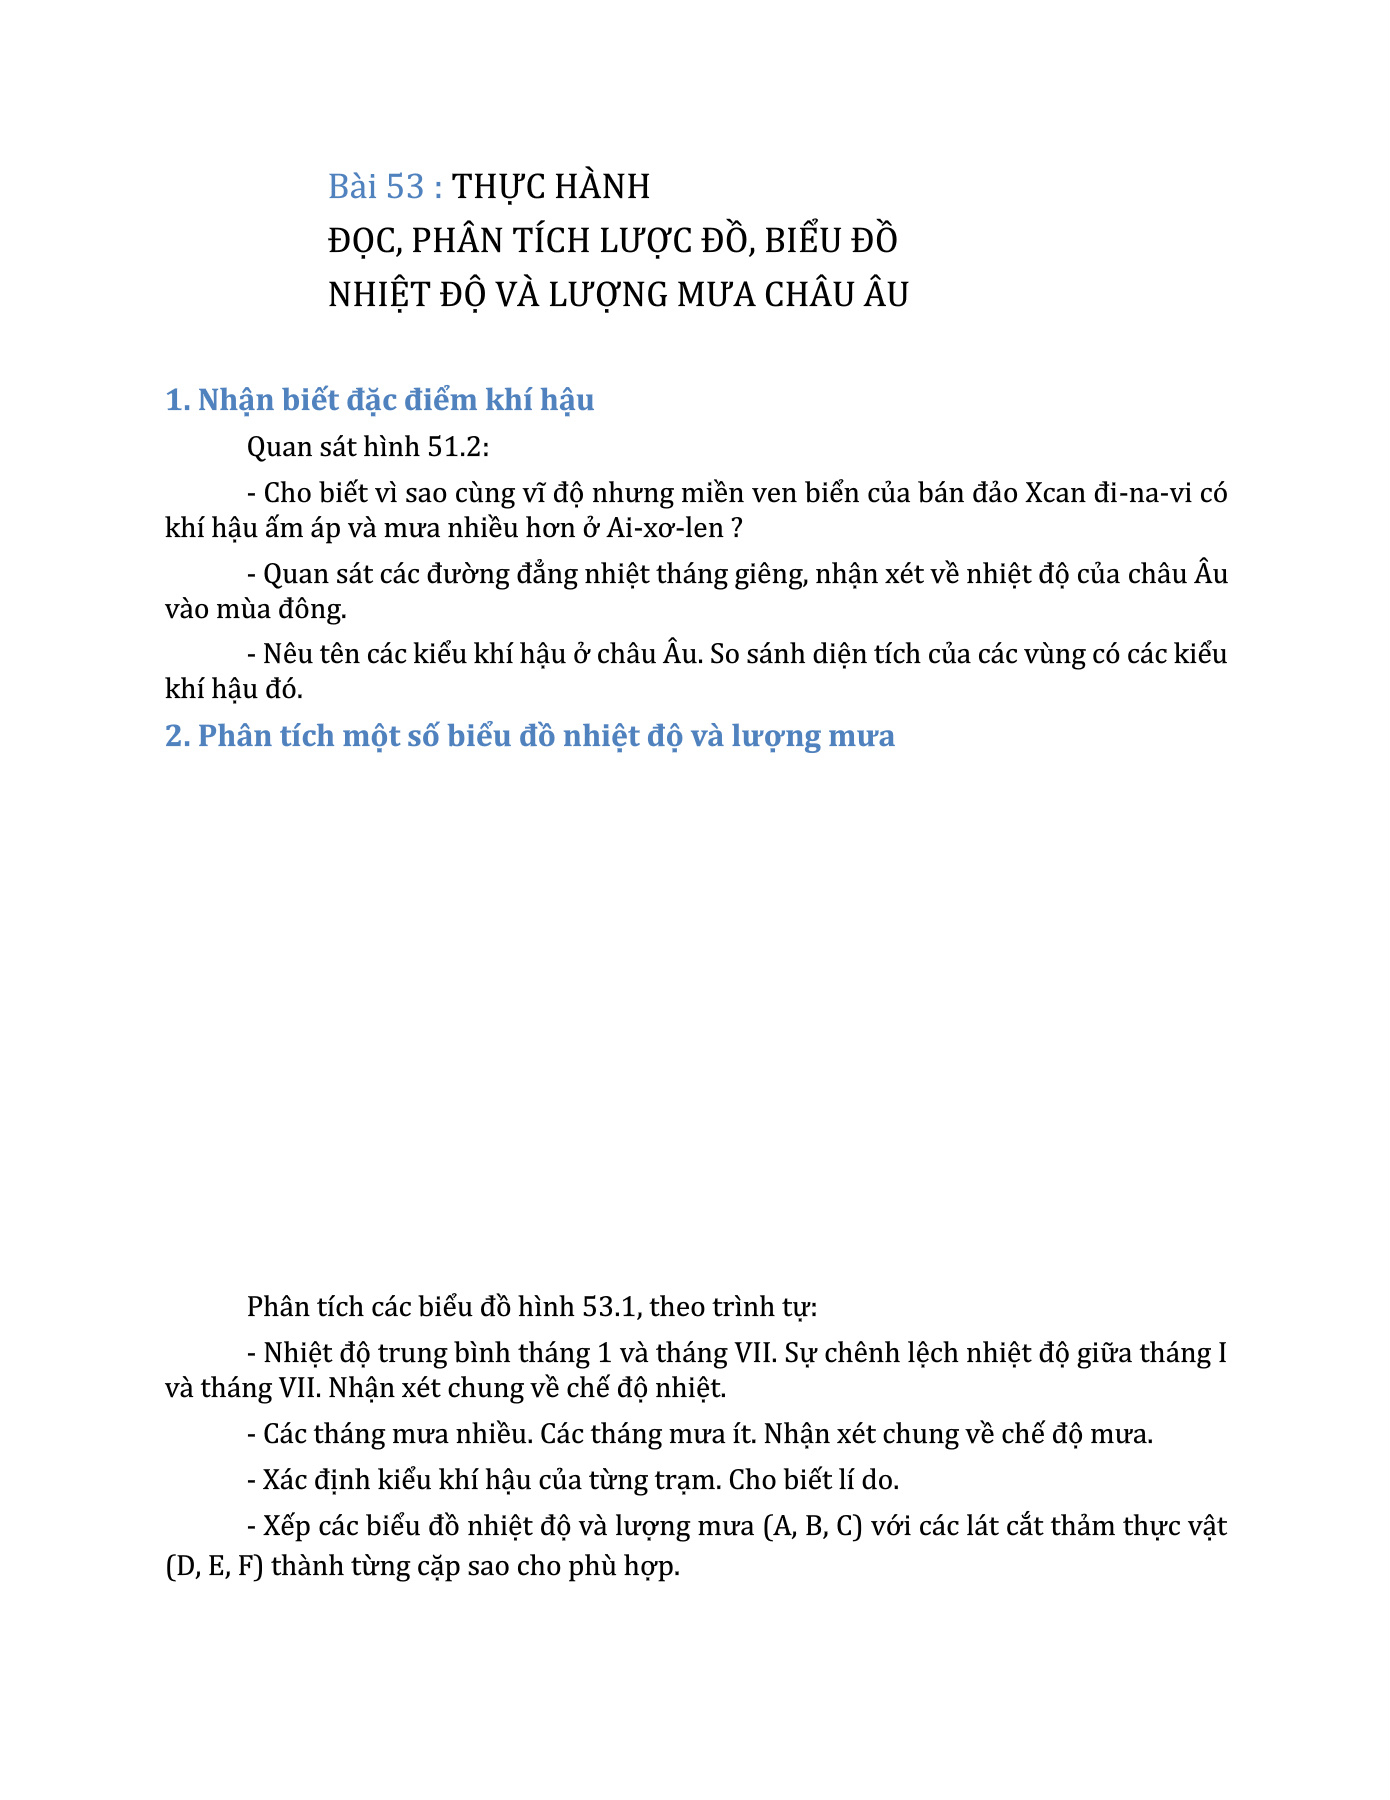 Bài 53 : THỰC HÀNH
ĐỌC, PHÂN TÍCH LƯỢC ĐỒ, BIỂU ĐỒ
NHIỆT ĐỘ VÀ LƯỢNG MƯA CHÂU ÂU
1. Nhận biết đặc điểm khí hậu
Quan sát hình 51.2:
- Cho biết vì sao cùng vĩ độ nhưng miền ven biển của bán đảo Xcan đi-na-vi có
khí hậu ấm áp và mưa nhiều hơn ở Ai-xơ-len ?
- Quan sát các đường đẳng nhiệt tháng giêng, nhận xét về nhiệt độ của châu Âu
vào mùa đông.
- Nêu tên các kiểu khí hậu ở châu Âu. So sánh diện tích của các vùng có các kiểu
khí hậu đó.
2. Phân tích một số biểu đồ nhiệt độ và lượng mưa
Phân tích các biểu đồ hình 53.1, theo trình tự:
- Nhiệt độ trung bình tháng 1 và tháng VII. Sự chênh lệch nhiệt độ giữa tháng I
và tháng VII. Nhận xét chung về chế độ nhiệt.
- Các tháng mưa nhiều. Các tháng mưa ít. Nhận xét chung về chế độ mưa.
- Xác định kiểu khí hậu của từng trạm. Cho biết lí do.
- Xếp các biểu đồ nhiệt độ và lượng mưa (A, B, C) với các lát cắt thảm thực vật
(D, E, F) thành từng cặp sao cho phù hợp.